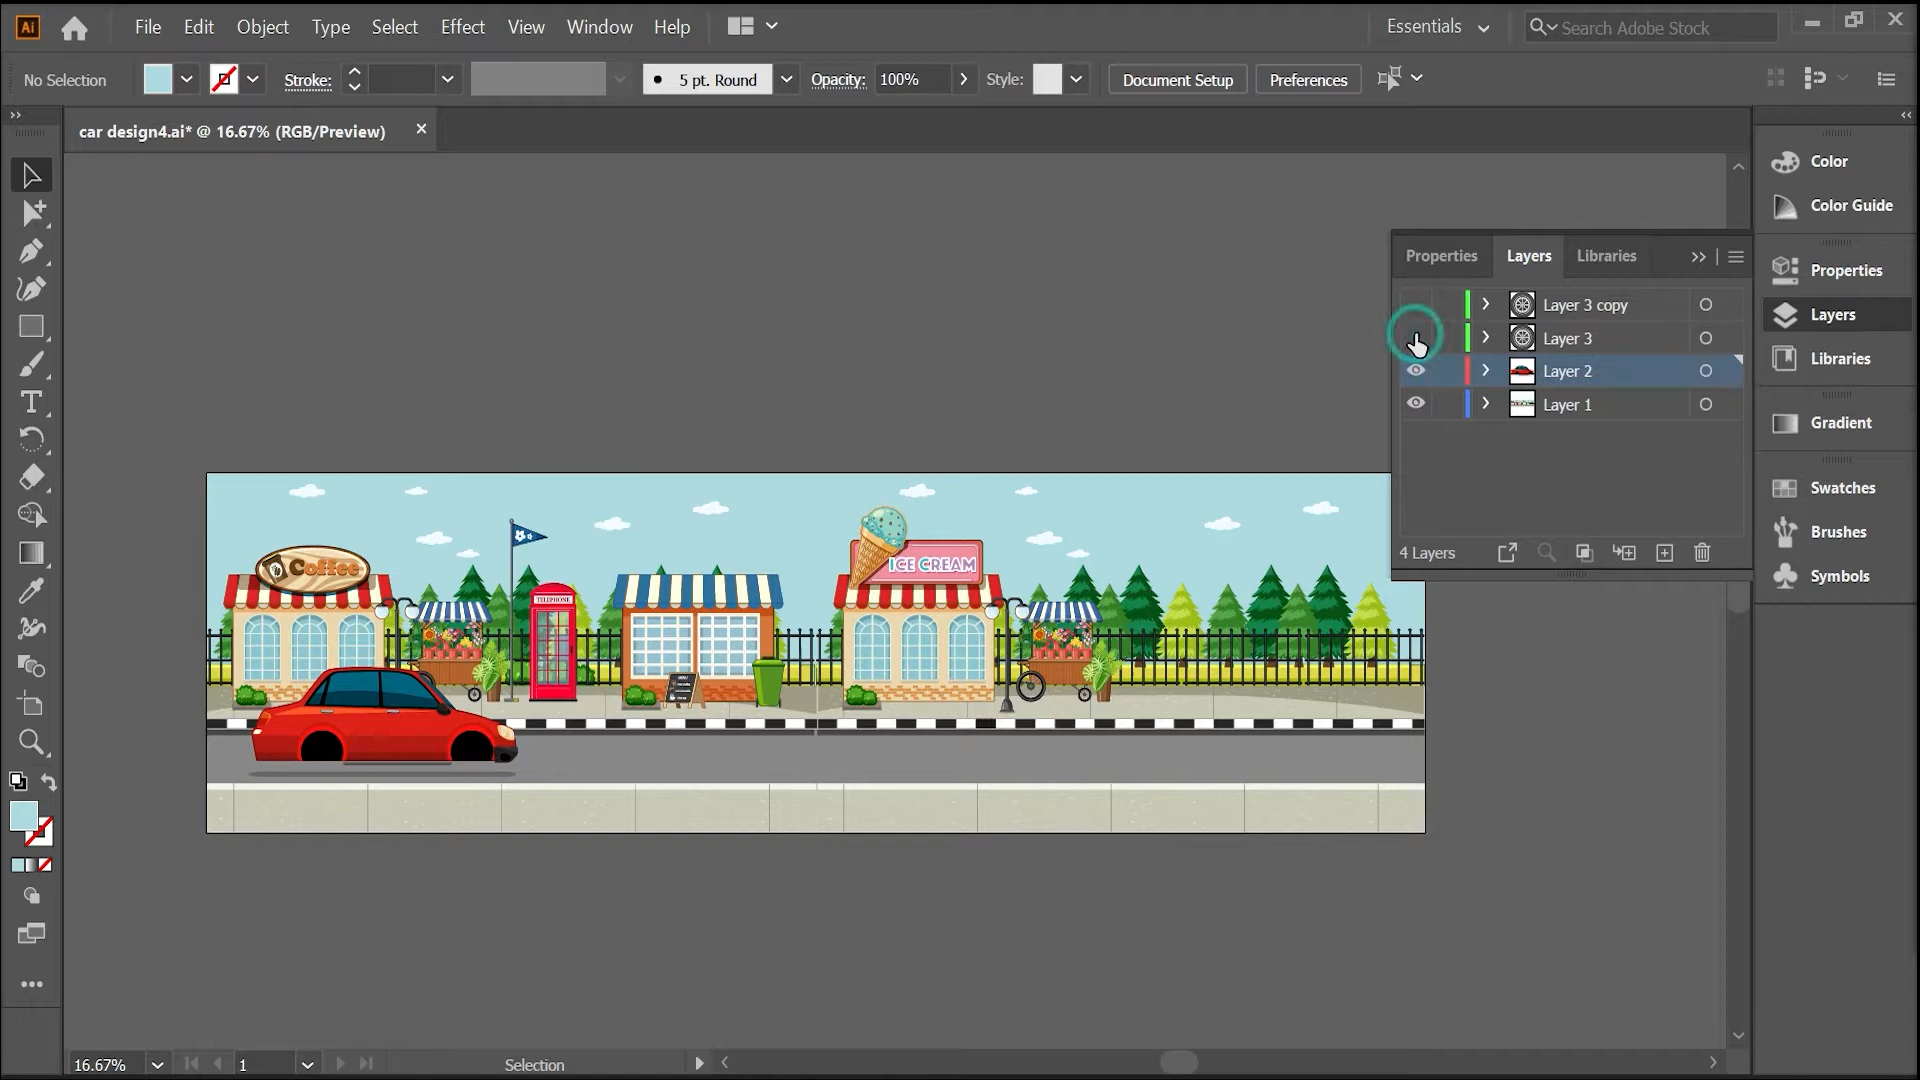 Ai File Edit Object Type Select Effect View Window Help Essentials Search Adobe Stock
No Selection Stroke: 5 pt. Round Opacity: 100% Style: Document Setup Preferences
car design4.ai* @ 16.67% (RGB/Preview)
Color
Color Guide
Properties Layers Libraries
Properties
Layer 3 copy
Layers
Layer 3
Libraries
Layer 2
Layer 1
Gradient
Swatches
Brushes
4 Layers
Symbols
Coffee
ICE CREAM
TELEPHONE
MENU
16.67% 1 Selection